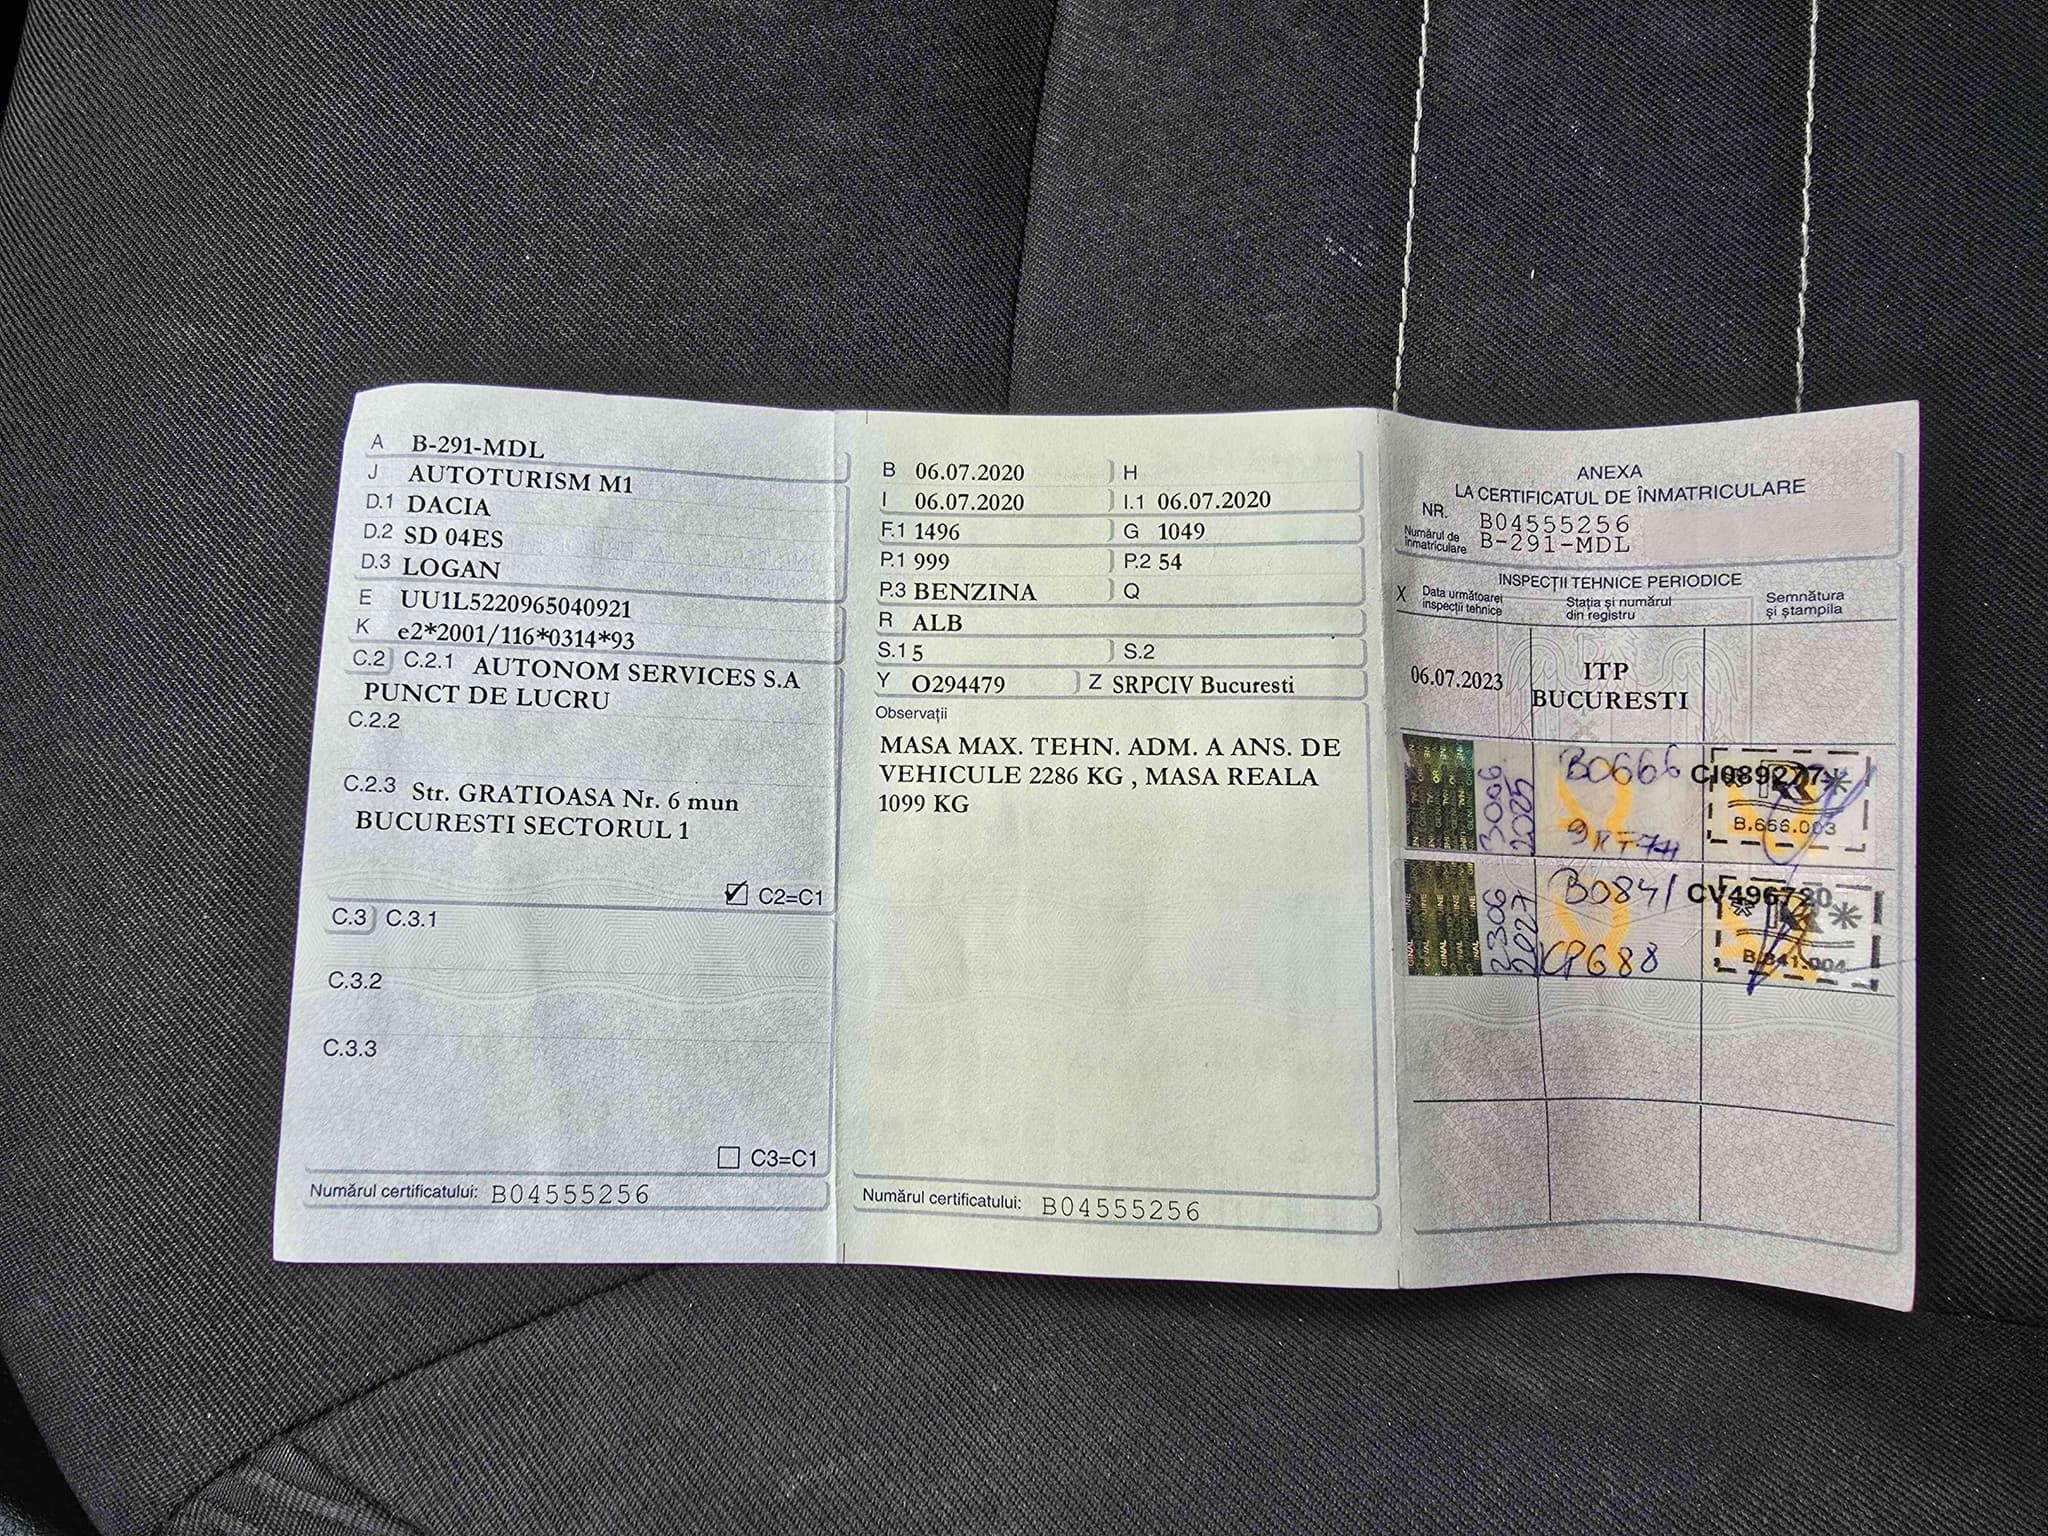 A B-291-MDL
J AUTOTURISM M1
D.1 DACIA
D.2 SD 04ES
D.3 LOGAN
E UU1L5220965040921
K e2*2001/116*0314*93
C.2 C.2.1 AUTONOM SERVICES S.A
PUNCT DE LUCRU
C.2.2
C.2.3 Str. GRATIOASA Nr. 6 mun
BUCURESTI SECTORUL 1
C2=C1
C.3 C.3.1
C.3.2
C.3.3
C3=C1
Numărul certificatului: B04555256
B 06.07.2020 H
I 06.07.2020 I.1 06.07.2020
F.1 1496 G 1049
P.1 999 P.2 54
P.3 BENZINA Q
R ALB
S.1 5 S.2
Y O294479 Z SRPCIV Bucuresti
Observații
MASA MAX. TEHN. ADM. A ANS. DE
VEHICULE 2286 KG , MASA REALA
1099 KG
Numărul certificatului: B04555256
ANEXA
LA CERTIFICATUL DE ÎNMATRICULARE
NR. B04555256
Numărul de
înmatriculare B-291-MDL
INSPECȚII TEHNICE PERIODICE
X Data următoarei
inspecții tehnice
Stația și numărul
din registru
Semnătura
și ștampila
06.07.2023
ITP
BUCURESTI
3006
2025
B0666
CI089277
B.666.003
2306
2027
B0841
CV496720
B.841.004